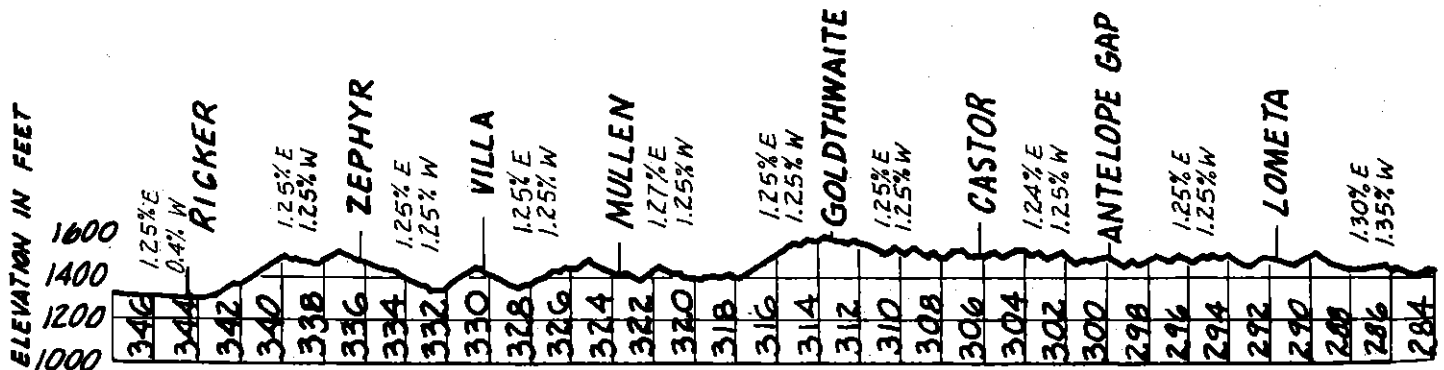 ELEVATION IN FEET
1600
1400
1200
1000
1.25% E
0.4% W
RICKER
1.25% E
1.25% W
ZEPHYR
1.25% E
1.25% W
VILLA
1.25% E
1.25% W
MULLEN
1.27% E
1.25% W
1.25% E
1.25% W
GOLDTHWAITE
1.25% E
1.25% W
CASTOR
1.24% E
1.25% W
ANTELOPE GAP
1.25% E
1.25% W
LOMETA
1.30% E
1.35% W
346 344 342 340 338 336 334 332 330 328 326 324 322 320 318 316 314 312 310 308 306 304 302 300 298 296 294 292 290 288 286 284